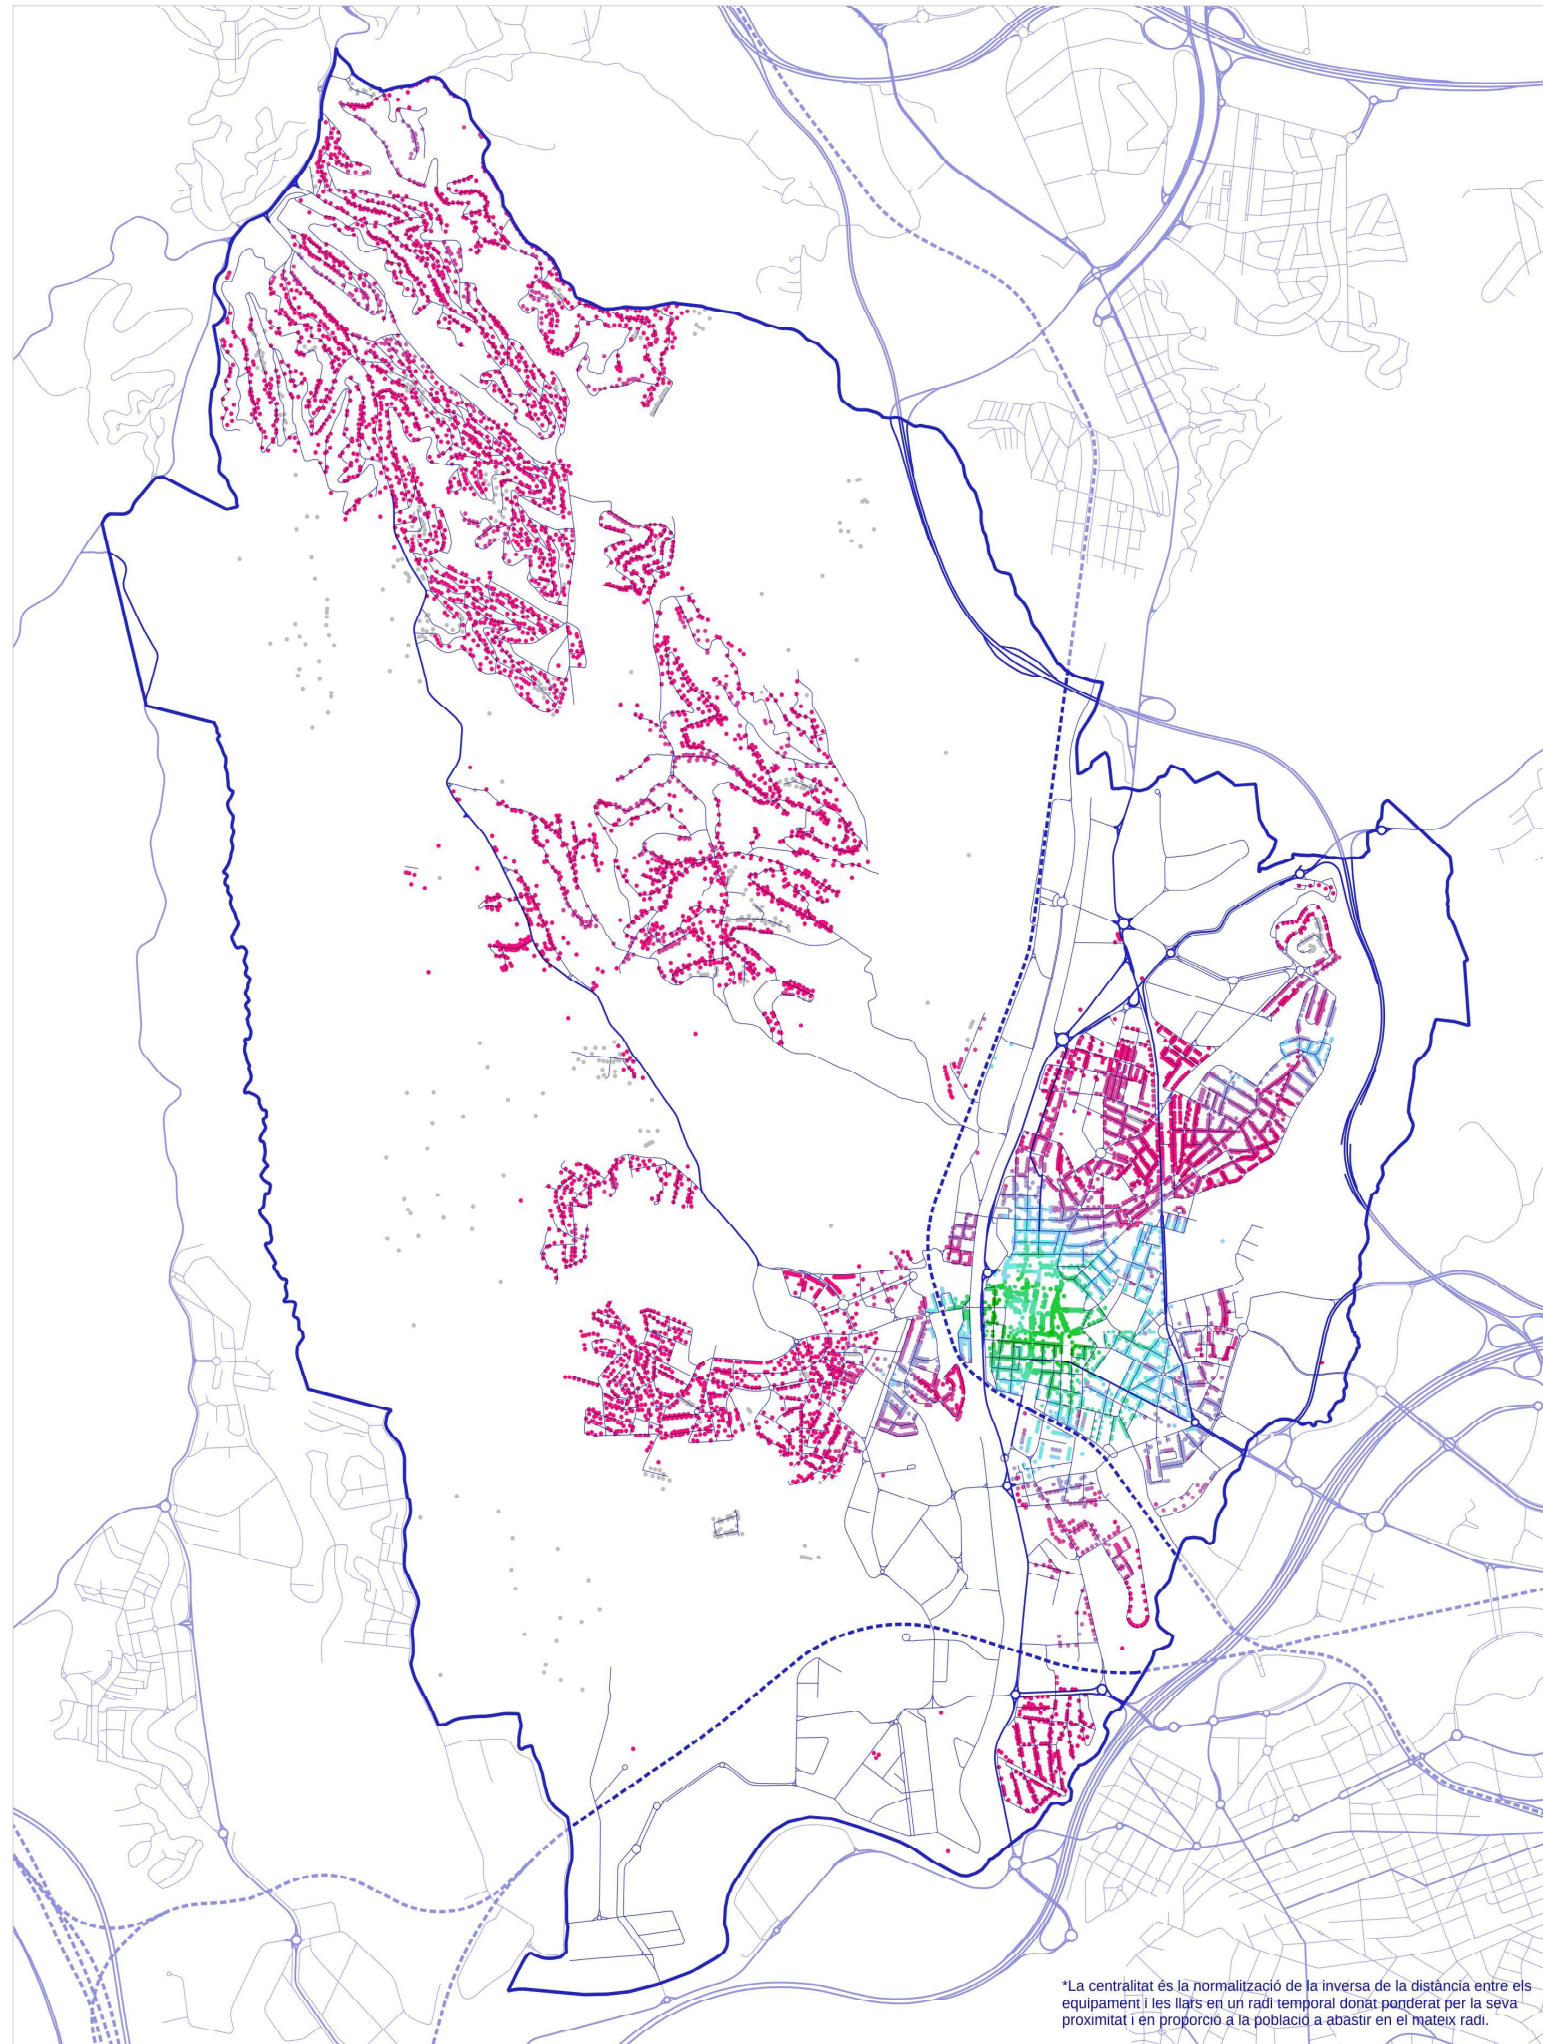 *La centralitat és la normalització de la inversa de la distància entre els
equipament i les llars en un radi temporal donat ponderat per la seva
proximitat i en proporció a la població a abastir en el mateix radi.